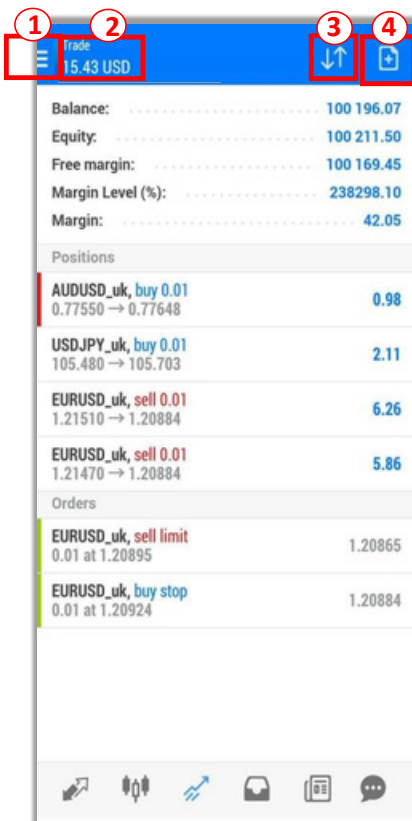 1
2
3
4
Trade
15.43 USD
Balance: 100 196.07
Equity: 100 211.50
Free margin: 100 169.45
Margin Level (%): 238298.10
Margin: 42.05
Positions
AUDUSD_uk, buy 0.01
0.77550 → 0.77648
0.98
USDJPY_uk, buy 0.01
105.480 → 105.703
2.11
EURUSD_uk, sell 0.01
1.21510 → 1.20884
6.26
EURUSD_uk, sell 0.01
1.21470 → 1.20884
5.86
Orders
EURUSD_uk, sell limit
0.01 at 1.20895
1.20865
EURUSD_uk, buy stop
0.01 at 1.20924
1.20884